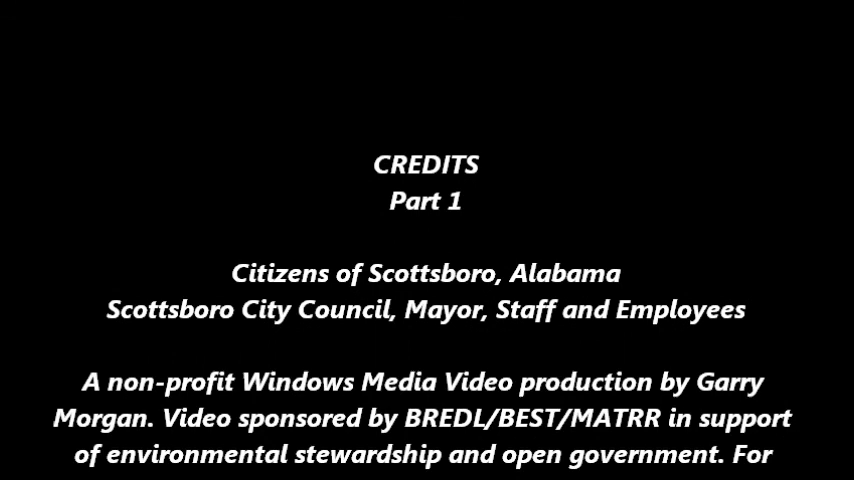 CREDITS
Part 1
Citizens of Scottsboro, Alabama
Scottsboro City Council, Mayor, Staff and Employees
A non-profit Windows Media Video production by Garry
Morgan. Video sponsored by BREDL/BEST/MATRR in support
of environmental stewardship and open government. For